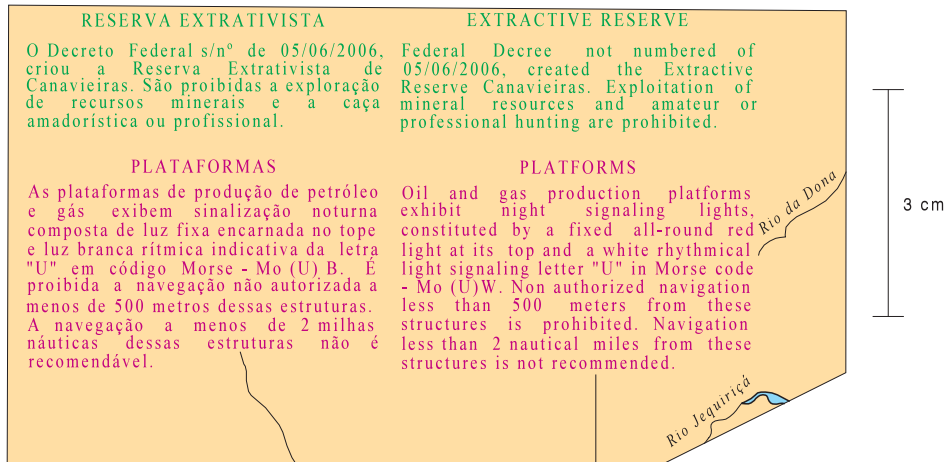 RESERVA EXTRATIVISTA
O Decreto Federal s/nº de 05/06/2006,
criou a Reserva Extrativista de
Canavieiras. São proibidas a exploração
de recursos minerais e a caça
amadorística ou profissional.
EXTRACTIVE RESERVE
Federal Decree not numbered of
05/06/2006, created the Extractive
Reserve Canavieiras. Exploitation of
mineral resources and amateur or
professional hunting are prohibited.
PLATAFORMAS
As plataformas de produção de petróleo
e gás exibem sinalização noturna
composta de luz fixa encarnada no tope
e luz branca rítmica indicativa da letra
"U" em código Morse - Mo (U) B. É
proibida a navegação não autorizada a
menos de 500 metros dessas estruturas.
A navegação a menos de 2 milhas
náuticas dessas estruturas não é
recomendável.
PLATFORMS
Oil and gas production platforms
exhibit night signaling lights,
constituted by a fixed all-round red
light at its top and a white rhythmical
light signaling letter "U" in Morse code
- Mo (U)W. Non authorized navigation
less than 500 meters from these
structures is prohibited. Navigation
less than 2 nautical miles from these
structures is not recommended.
Rio da Dona
3 cm
Rio Jequiriçá